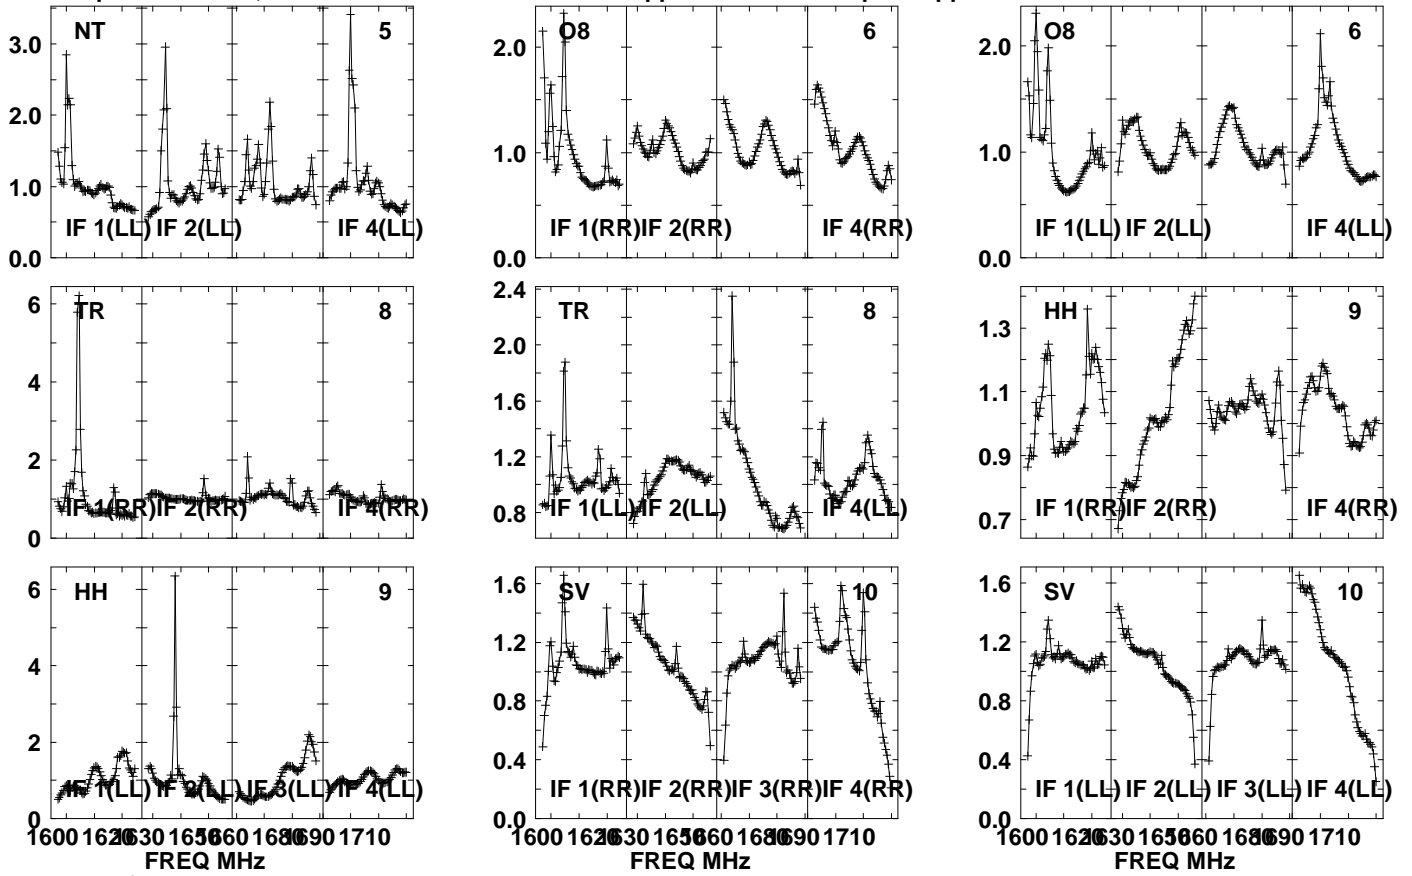 NT 5 O8 6 O8 6
3.0 2.0 2.0
2.0 1.0 1.0
1.0
IF 1(LL) IF 2(LL) IF 4(LL) IF 1(RR) IF 2(RR) IF 4(RR) IF 1(LL) IF 2(LL) IF 4(LL)
0.0 0.0 0.0
TR 8 TR 8 HH 9
6 2.4 1.3
4 2.0 1.1
2 1.6 0.9
0 1.2 0.7
0.8
IF 1(RR) IF 2(RR) IF 4(RR) IF 1(LL) IF 2(LL) IF 4(LL) IF 1(RR) IF 2(RR) IF 4(RR)
HH 9 SV 10 SV 10
6 1.6 1.6
4 1.2 1.2
2 0.8 0.8
0 0.4 0.4
0.0 0.0
IF 1(LL) IF 2(LL) IF 3(LL) IF 4(LL) IF 1(RR) IF 2(RR) IF 3(RR) IF 4(RR) IF 1(LL) IF 2(LL) IF 3(LL) IF 4(LL)
1600 1620 1630 1650 1660 1680 1690 1710 1600 1620 1630 1650 1660 1680 1690 1710 1600 1620 1630 1650 1660 1680 1690 1710
FREQ MHz FREQ MHz FREQ MHz